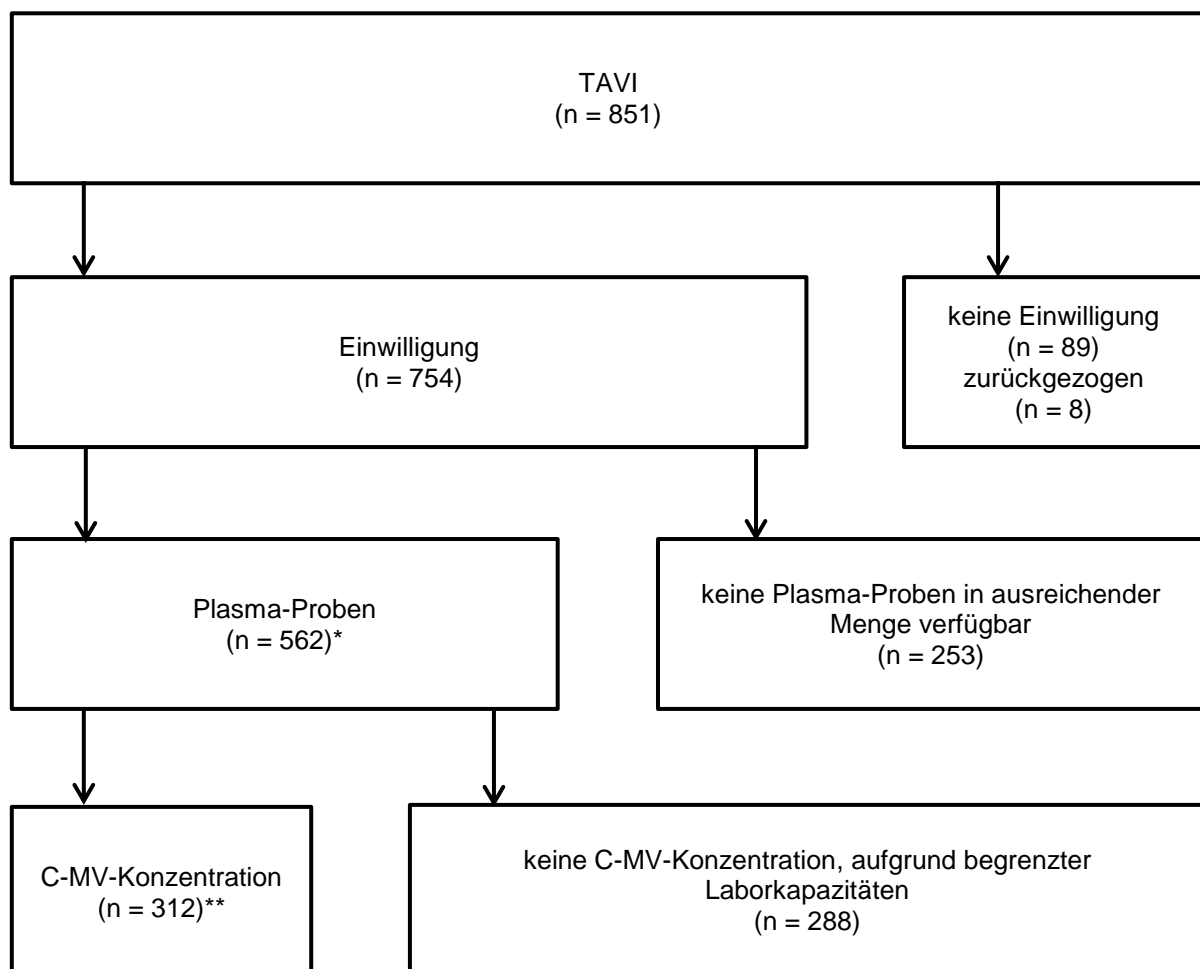 TAVI
(n = 851)
Einwilligung
(n = 754)
keine Einwilligung
(n = 89)
zurückgezogen
(n = 8)
Plasma-Proben
(n = 562)*
keine Plasma-Proben in ausreichender
Menge verfügbar
(n = 253)
C-MV-Konzentration
(n = 312)**
keine C-MV-Konzentration, aufgrund begrenzter
Laborkapazitäten
(n = 288)